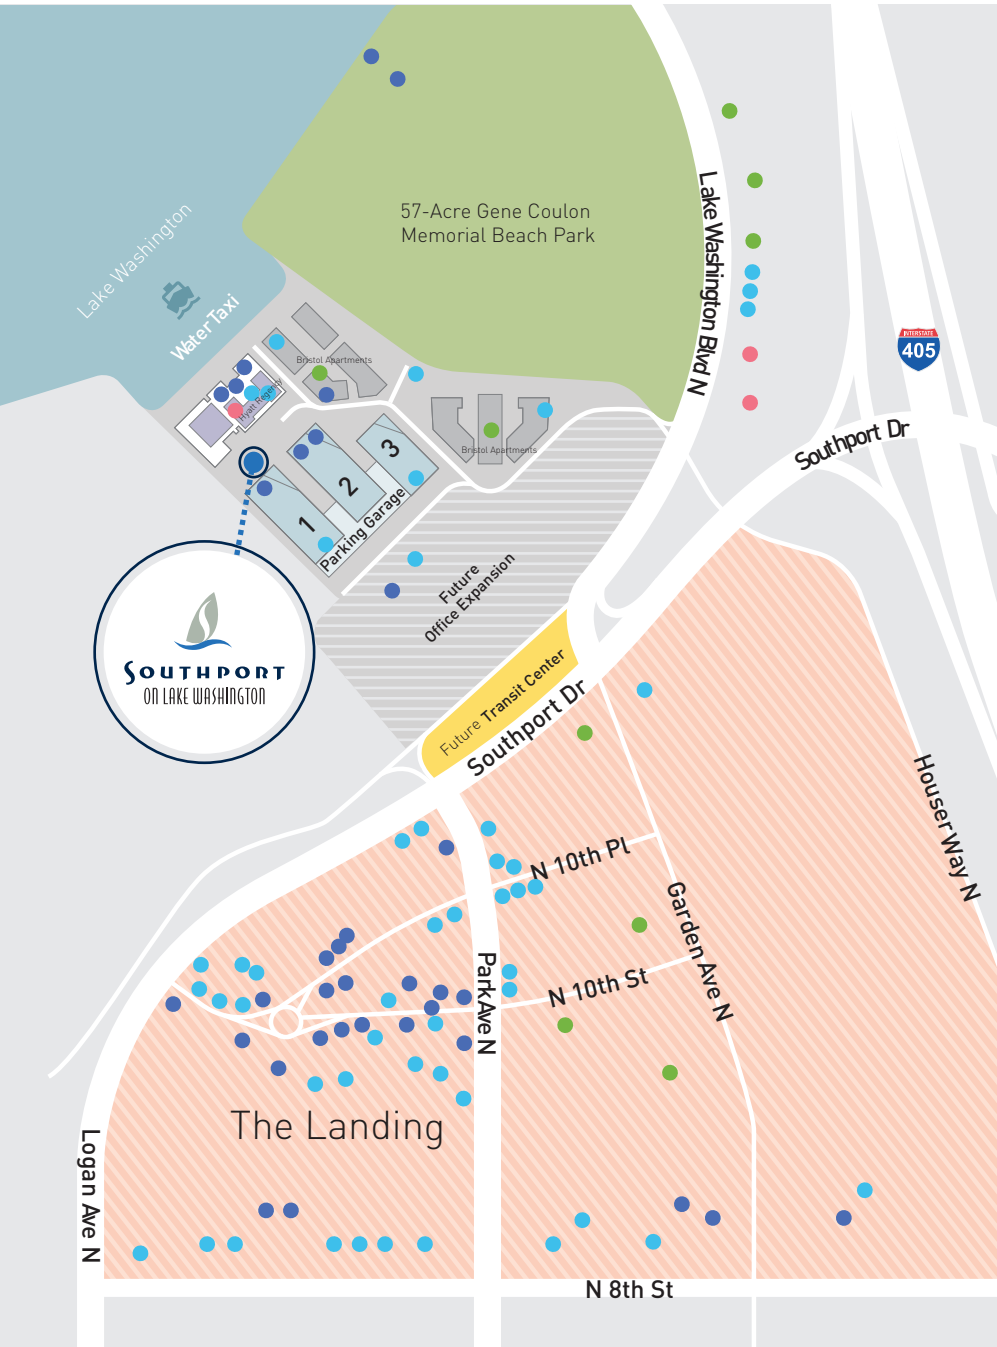 57-Acre Gene Coulon
Memorial Beach Park
Lake Washington
Water Taxi
Lake Washington Blvd N
INTERSTATE
405
Bristol Apartments
Hyatt Regency
Southport Dr
Bristol Apartments
3
2
1
Parking Garage
Future
Office Expansion
SOUTHPORT
ON LAKE WASHINGTON
Future Transit Center
Southport Dr
Houser Way N
N 10th Pl
Garden Ave N
Park Ave N
N 10th St
The Landing
Logan Ave N
N 8th St